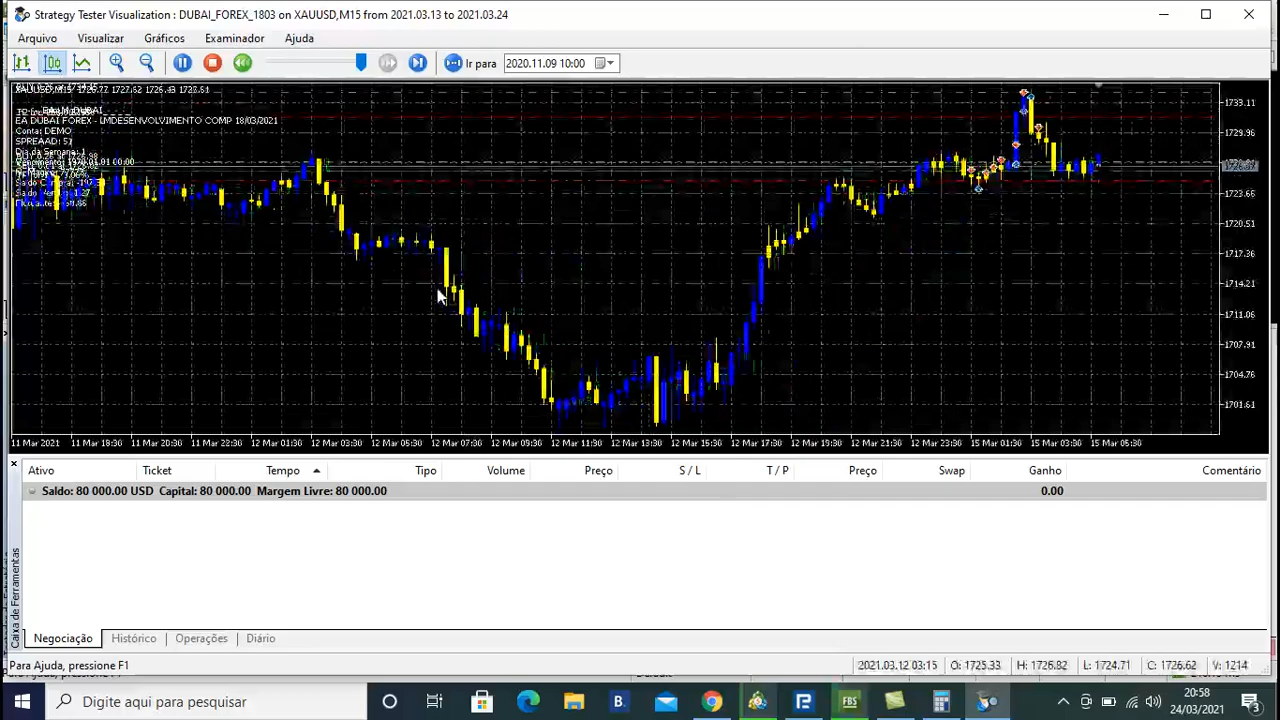 Strategy Tester Visualization : DUBAI_FOREX_1803 on XAUUSD,M15 from 2021.03.13 to 2021.03.24
Arquivo Visualizar Gráficos Examinador Ajuda
Ir para 2020.11.09 10:00
EA DUBAI FOREX - LMDESENVOLVIMENTO COMP 18/03/2021
Conta: DEMO
SPREAAD: 51
Dia da Semana: 1
1733.11
1729.96
1723.66
1720.51
1717.36
1714.21
1711.06
1707.91
1704.76
1701.61
11 Mar 2021 11 Mar 18:30 11 Mar 20:30 11 Mar 22:30 12 Mar 01:30 12 Mar 03:30 12 Mar 05:30 12 Mar 07:30 12 Mar 09:30 12 Mar 11:30 12 Mar 13:30 12 Mar 15:30 12 Mar 17:30 12 Mar 19:30 12 Mar 21:30 12 Mar 23:30 15 Mar 01:30 15 Mar 03:30 15 Mar 05:30
Ativo Ticket Tempo Tipo Volume Preço S / L T / P Preço Swap Ganho Comentário
Saldo: 80 000.00 USD Capital: 80 000.00 Margem Livre: 80 000.00 0.00
Caixa de Ferramentas
Negociação Histórico Operações Diário
Para Ajuda, pressione F1 2021.03.12 03:15 O: 1725.33 H: 1726.82 L: 1724.71 C: 1726.62 V: 1214
Digite aqui para pesquisar
B.
FBS
20:58
24/03/2021
3